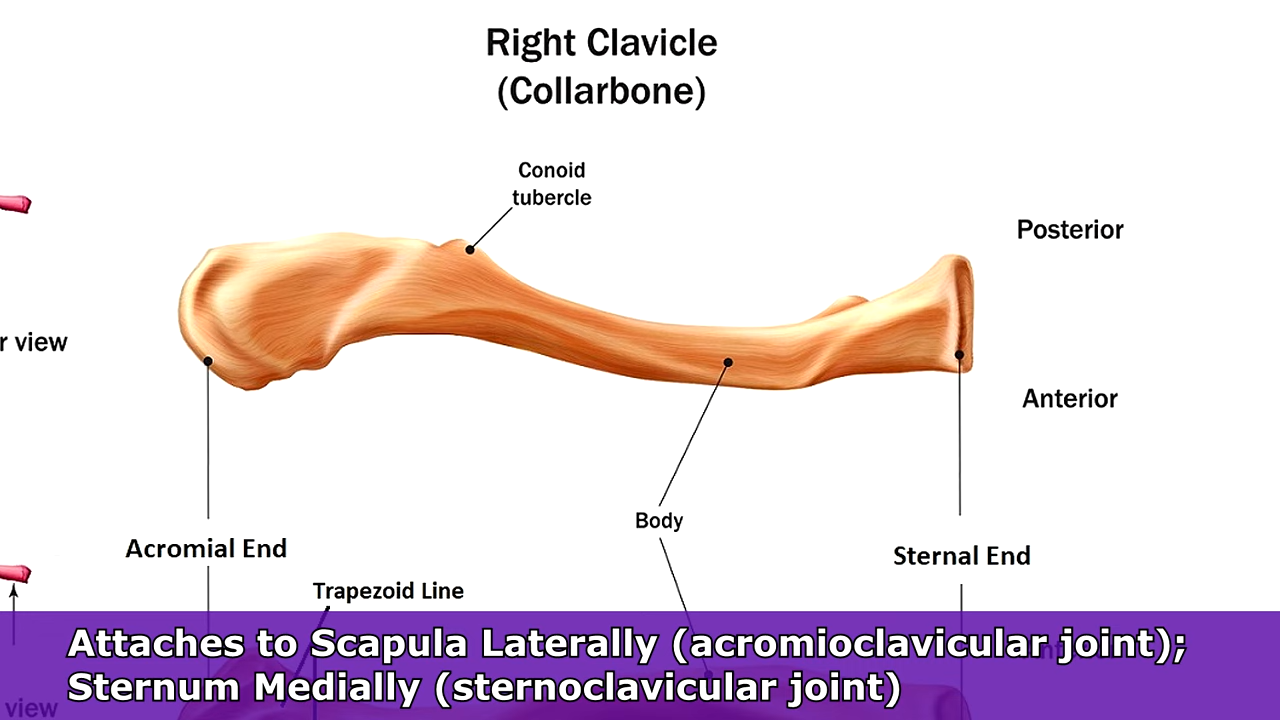 Right Clavicle
(Collarbone)
Conoid
tubercle
Posterior
r view
Anterior
Body
Acromial End
Sternal End
Trapezoid Line
Attaches to Scapula Laterally (acromioclavicular joint);
Sternum Medially (sternoclavicular joint)
view